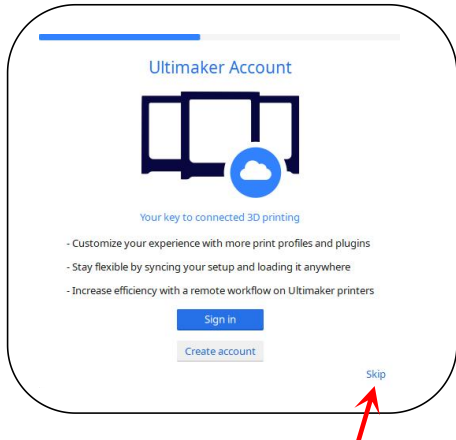 Ultimaker Account
Your key to connected 3D printing
- Customize your experience with more print profiles and plugins
- Stay flexible by syncing your setup and loading it anywhere
- Increase efficiency with a remote workflow on Ultimaker printers
Sign in
Create account
Skip